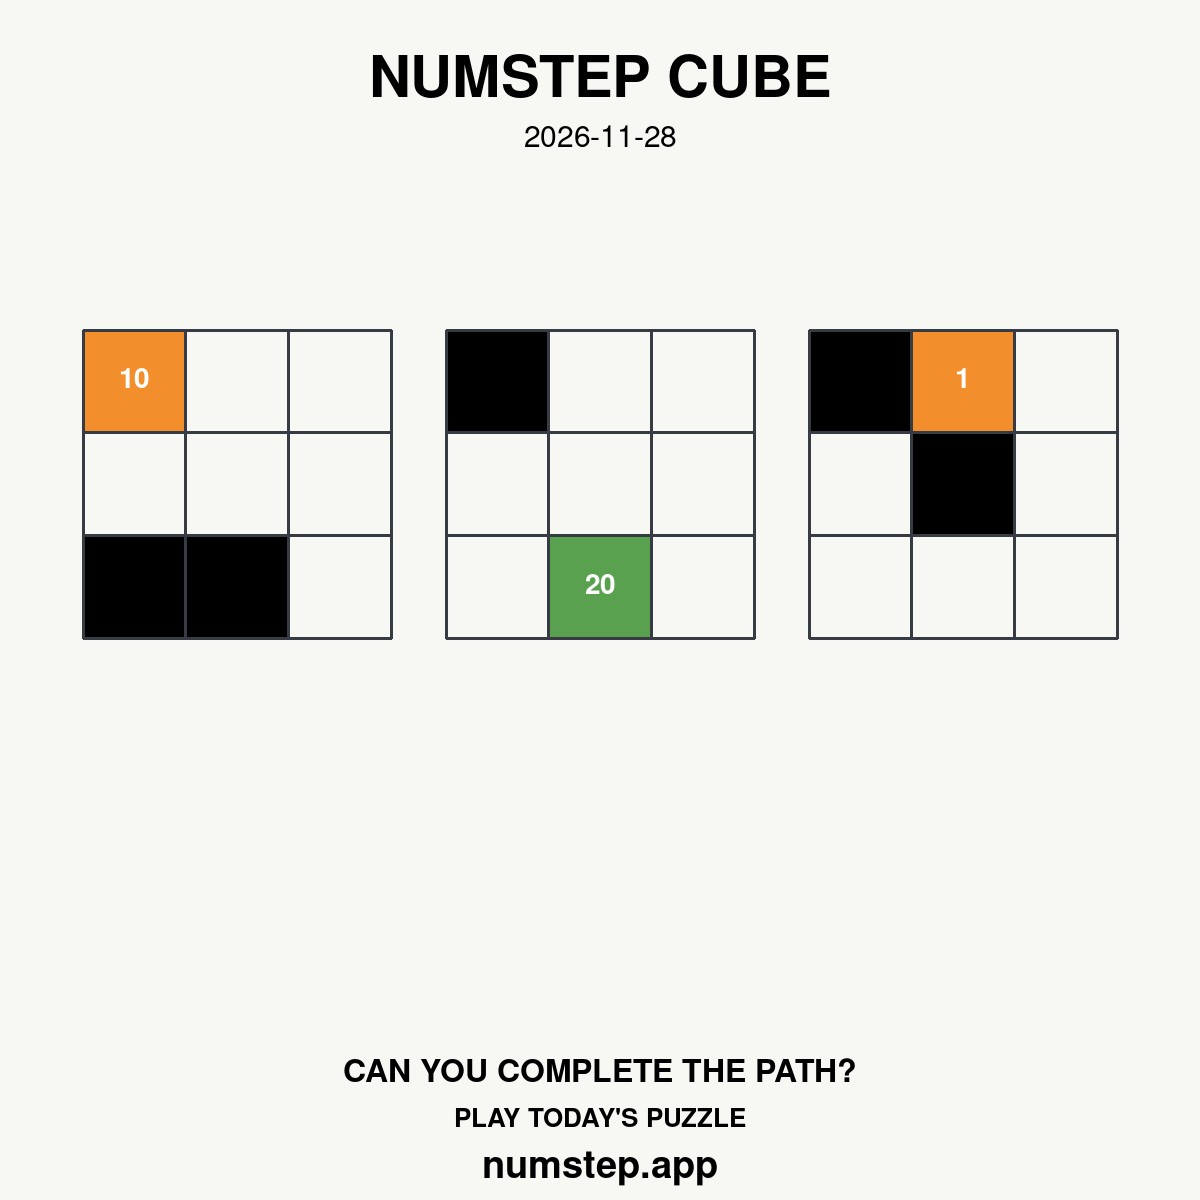 NUMSTEP CUBE
2026-11-28
10
1
20
CAN YOU COMPLETE THE PATH?
PLAY TODAY'S PUZZLE
numstep.app